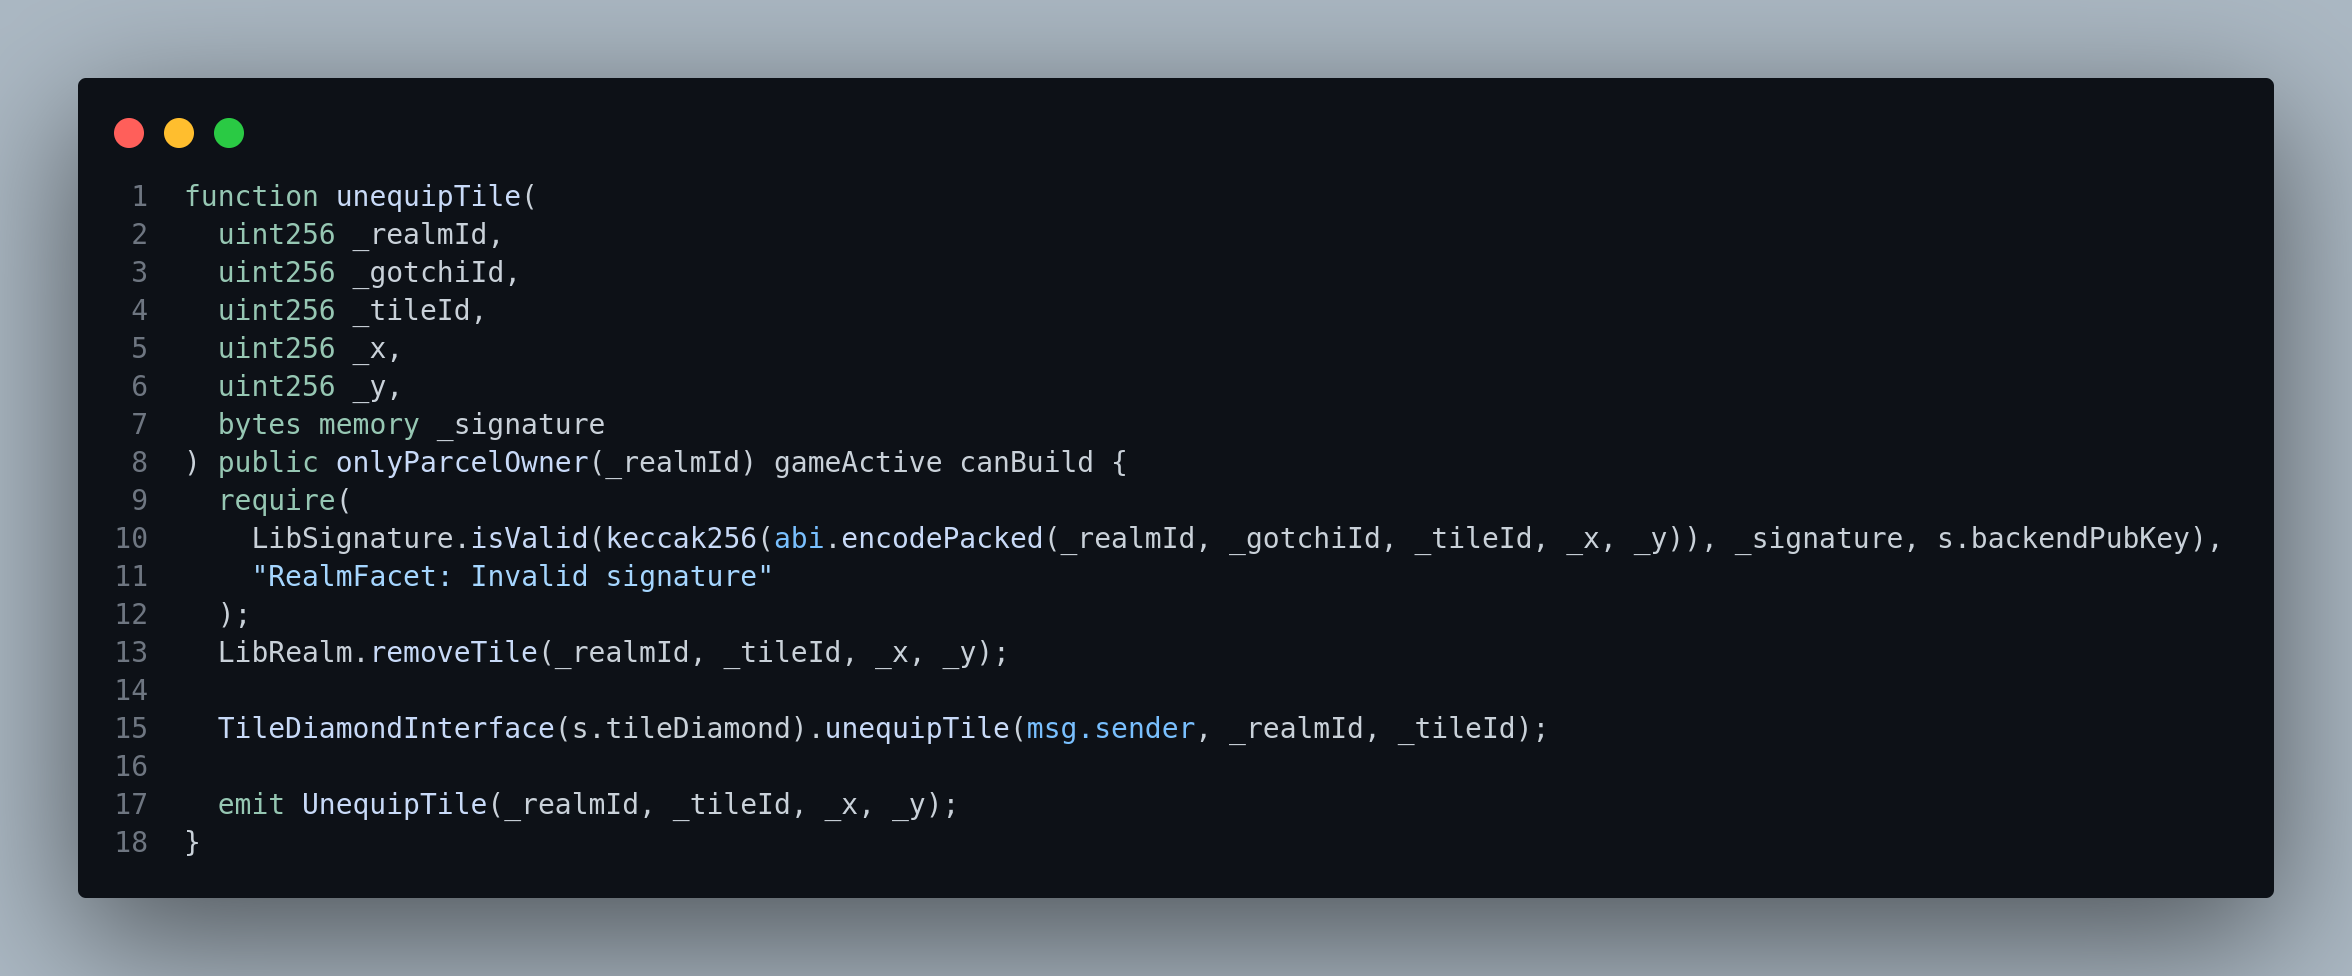 1 function unequipTile(
2   uint256 _realmId,
3   uint256 _gotchiId,
4   uint256 _tileId,
5   uint256 _x,
6   uint256 _y,
7   bytes memory _signature
8 ) public onlyParcelOwner(_realmId) gameActive canBuild {
9   require(
10     LibSignature.isValid(keccak256(abi.encodePacked(_realmId, _gotchiId, _tileId, _x, _y)), _signature, s.backendPubKey),
11     "RealmFacet: Invalid signature"
12   );
13   LibRealm.removeTile(_realmId, _tileId, _x, _y);
14
15   TileDiamondInterface(s.tileDiamond).unequipTile(msg.sender, _realmId, _tileId);
16
17   emit UnequipTile(_realmId, _tileId, _x, _y);
18 }